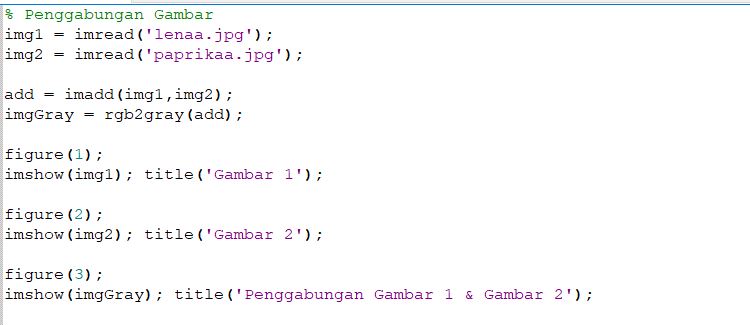 % Penggabungan Gambar
img1 = imread('lenaa.jpg');
img2 = imread('paprikaa.jpg');
add = imadd(img1,img2);
imgGray = rgb2gray(add);
figure(1);
imshow(img1); title('Gambar 1');
figure(2);
imshow(img2); title('Gambar 2');
figure(3);
imshow(imgGray); title('Penggabungan Gambar 1 & Gambar 2');